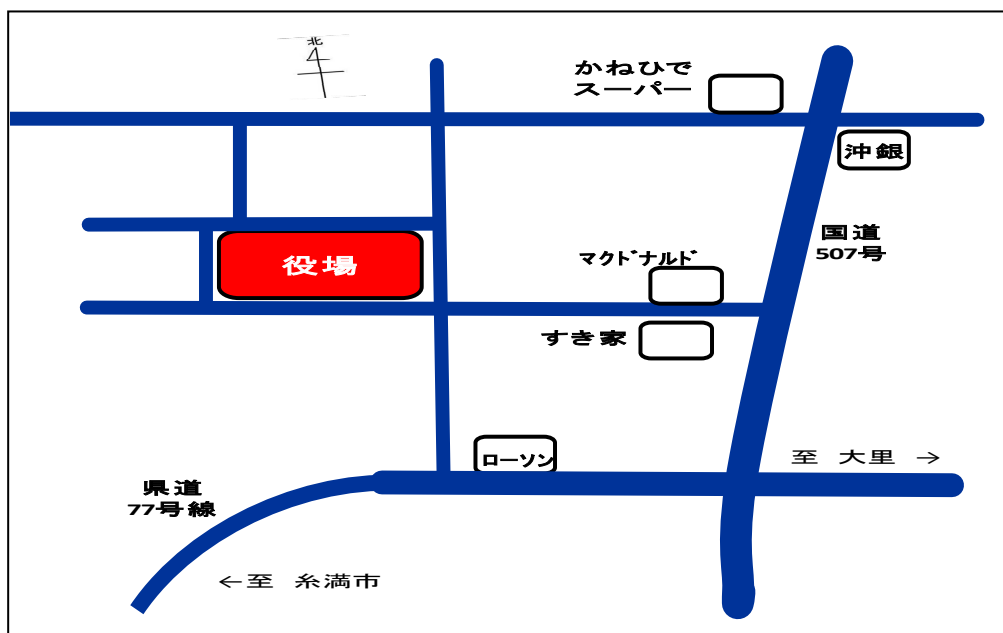 北
かねひで
スーパー
沖銀
国道
507号
役場
マクドナルド
すき家
ローソン
至 大里 →
県道
77号線
←至 糸満市